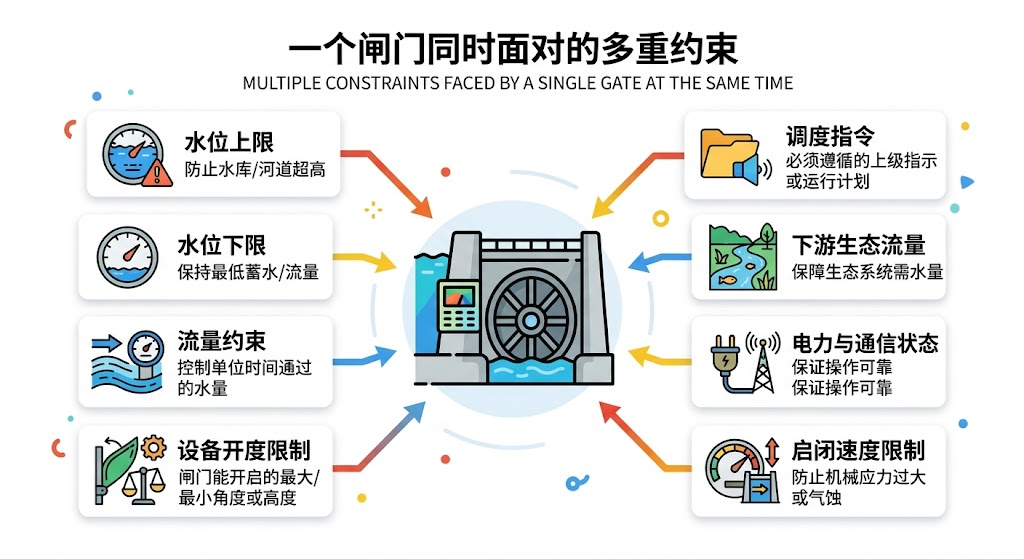 一个闸门同时面对的多重约束
MULTIPLE CONSTRAINTS FACED BY A SINGLE GATE AT THE SAME TIME
水位上限
防止水库/河道超高
水位下限
保持最低蓄水/流量
流量约束
控制单位时间通过
的水量
设备开度限制
闸门能开启的最大/
最小角度或高度
调度指令
必须遵循的上级指示
或运行计划
下游生态流量
保障生态系统需水量
电力与通信状态
保证操作可靠
保证操作可靠
启闭速度限制
防止机械应力过大
或气蚀